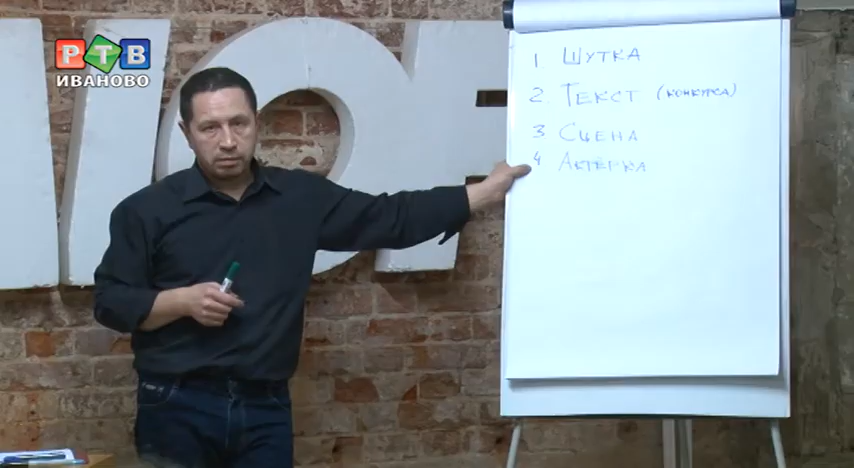 РТВ
ИВАНОВО
1 ШУТКА
2. ТЕКСТ (КОНКУРСА)
3 СЦЕНА
4 АКТЕРКА